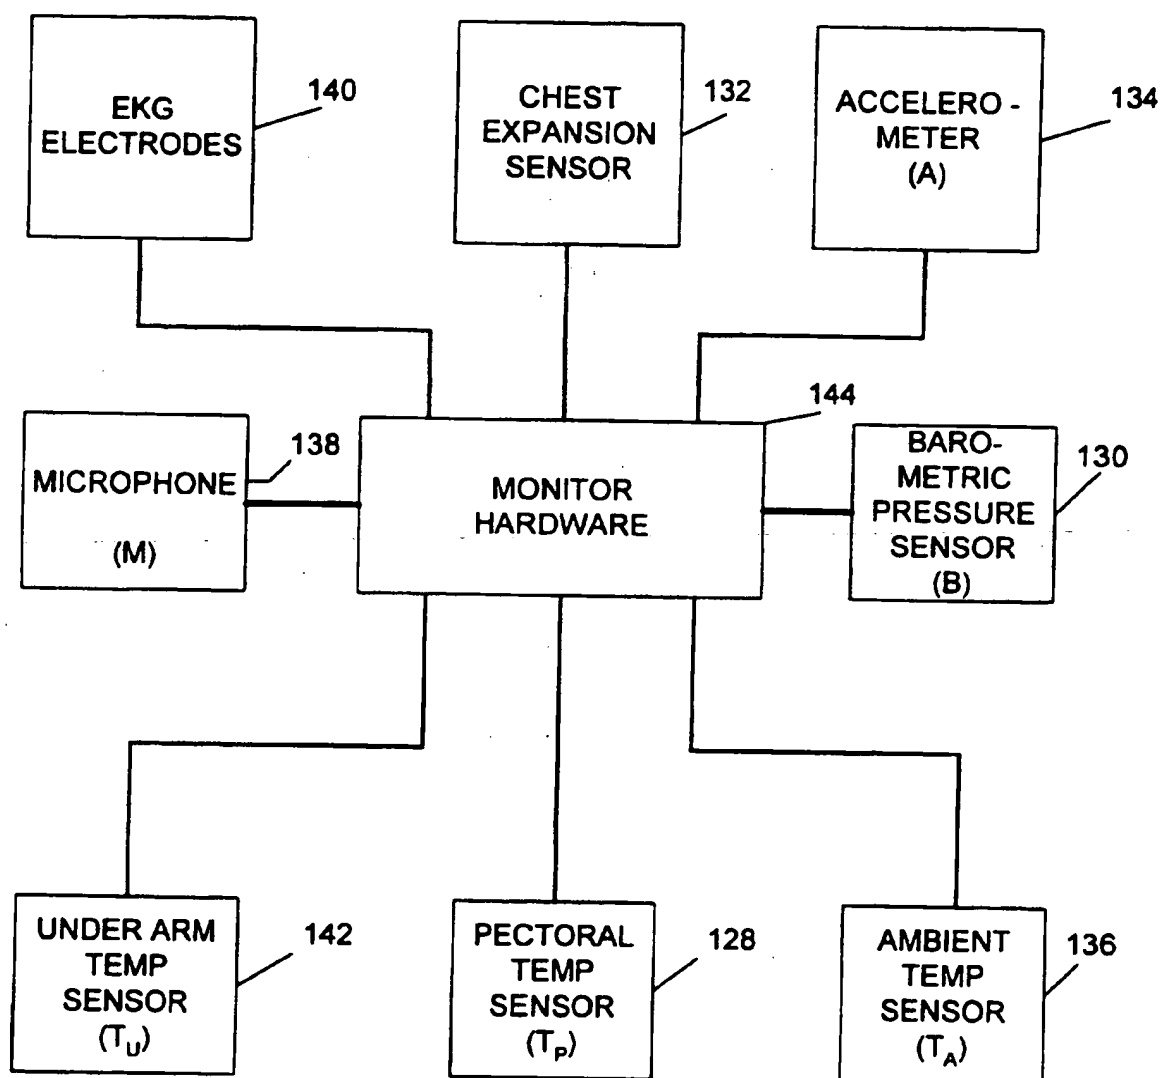 EKG
ELECTRODES
140
CHEST
EXPANSION
SENSOR
132
ACCELERO -
METER
(A)
134
MICROPHONE
(M)
138
MONITOR
HARDWARE
144
BARO-
METRIC
PRESSURE
SENSOR
(B)
130
UNDER ARM
TEMP
SENSOR
(TU)
142
PECTORAL
TEMP
SENSOR
(TP)
128
AMBIENT
TEMP
SENSOR
(TA)
136